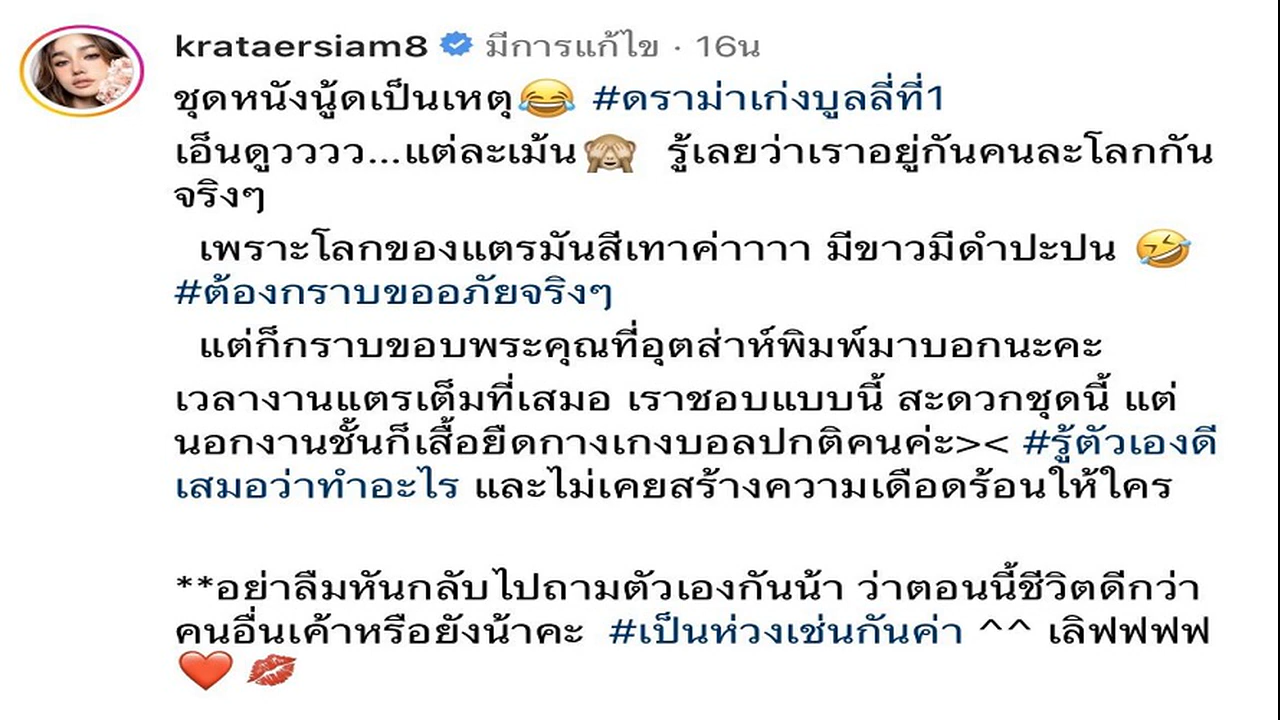 krataersiam8 มีการแก้ไข · 16น
ชุดหนังนู้ดเป็นเหตุ😂 #ดราม่าเก่งบูลลี่ที่1
เอ็นดูวววว...แต่ละเม้น🙈 รู้เลยว่าเราอยู่กันคนละโลกกัน
จริงๆ
เพราะโลกของแตรมันสีเทาค่าาาา มีขาวมีดำปะปน 🤣
#ต้องกราบขออภัยจริงๆ
แต่ก็กราบขอบพระคุณที่อุตส่าห์พิมพ์มาบอกนะคะ
เวลางานแตรเต็มที่เสมอ เราชอบแบบนี้ สะดวกชุดนี้ แต่
นอกงานชั้นก็เสื้อยืดกางเกงบอลปกติคนค่ะ>< #รู้ตัวเองดี
เสมอว่าทำอะไร และไม่เคยสร้างความเดือดร้อนให้ใคร
**อย่าลืมหันกลับไปถามตัวเองกันน้า ว่าตอนนี้ชีวิตดีกว่า
คนอื่นเค้าหรือยังน้าคะ #เป็นห่วงเช่นกันค่า ^^ เลิฟฟฟฟ
❤️ 💋